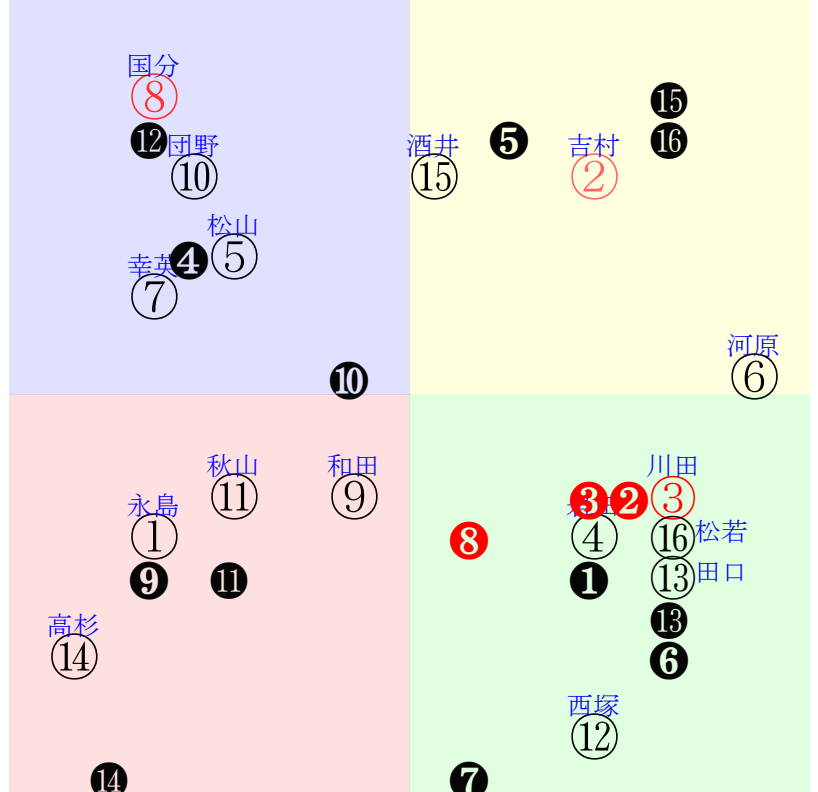 国分
⑧
⓬団野
⑩
松山
⑤
幸英❹
⑦
❿
酒井
⑮
❺
吉村
②
⓯
⓰
河原
⑥
秋山
⑪
和田
⑨
永島
①
❾
⓫
高杉
⑭
⓮
川田
❸❷③
④
⑯松若
❽
❶
⑬田口
⓭
❻
西塚
⑫
❼